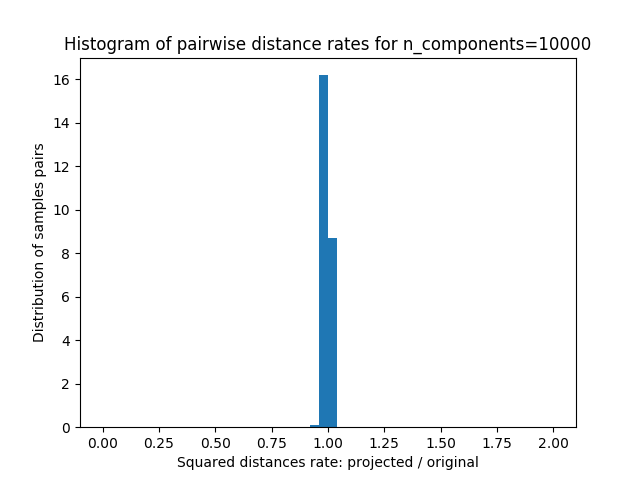 Histogram of pairwise distance rates for n_components=10000
Distribution of samples pairs
16
14
12
10
8
6
4
2
0
0.00 0.25 0.50 0.75 1.00 1.25 1.50 1.75 2.00
Squared distances rate: projected / original